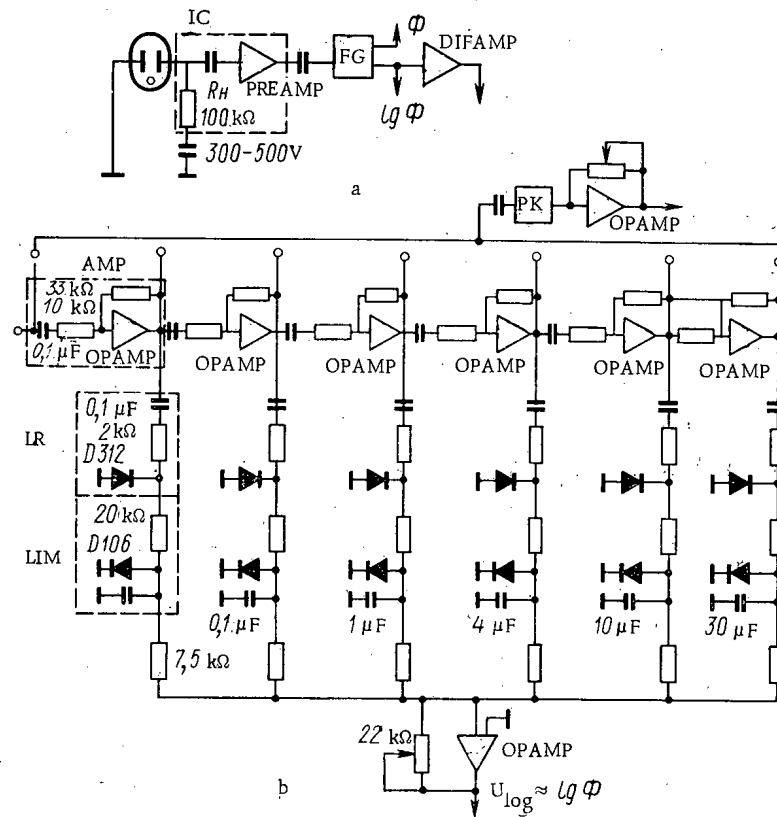 IC
Ф
DIFAMP
FG
PREAMP
R_H
100 kΩ
lg Ф
300-500V
a
PK
OPAMP
AMP
33 kΩ
10 kΩ
0,1 µF
OPAMP
OPAMP
OPAMP
OPAMP
OPAMP
OPAMP
LR
0,1 µF
2 kΩ
D312
LIM
20 kΩ
D106
0,1 µF
1 µF
4 µF
10 µF
30 µF
7,5 kΩ
22 kΩ
OPAMP
b
U_log ≈ lg Ф